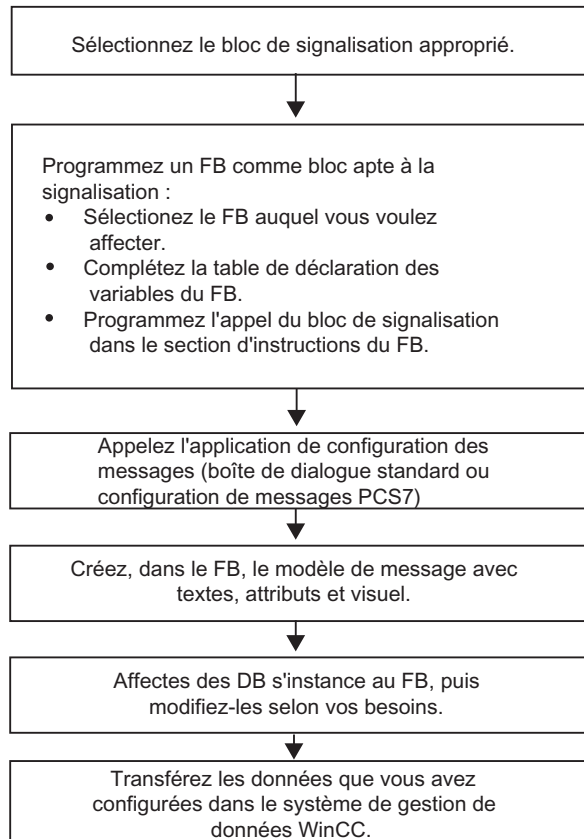 Sélectionnez le bloc de signalisation approprié.
Programmez un FB comme bloc apte à la
signalisation :
• Sélectionez le FB auquel vous voulez
affecter.
• Complétez la table de déclaration des
variables du FB.
• Programmez l'appel du bloc de signalisation
dans le section d'instructions du FB.
Appelez l'application de configuration des
messages (boîte de dialogue standard ou
configuration de messages PCS7)
Créez, dans le FB, le modèle de message avec
textes, attributs et visuel.
Affectes des DB s'instance au FB, puis
modifiez-les selon vos besoins.
Transférez les données que vous avez
configurées dans le système de gestion de
données WinCC.